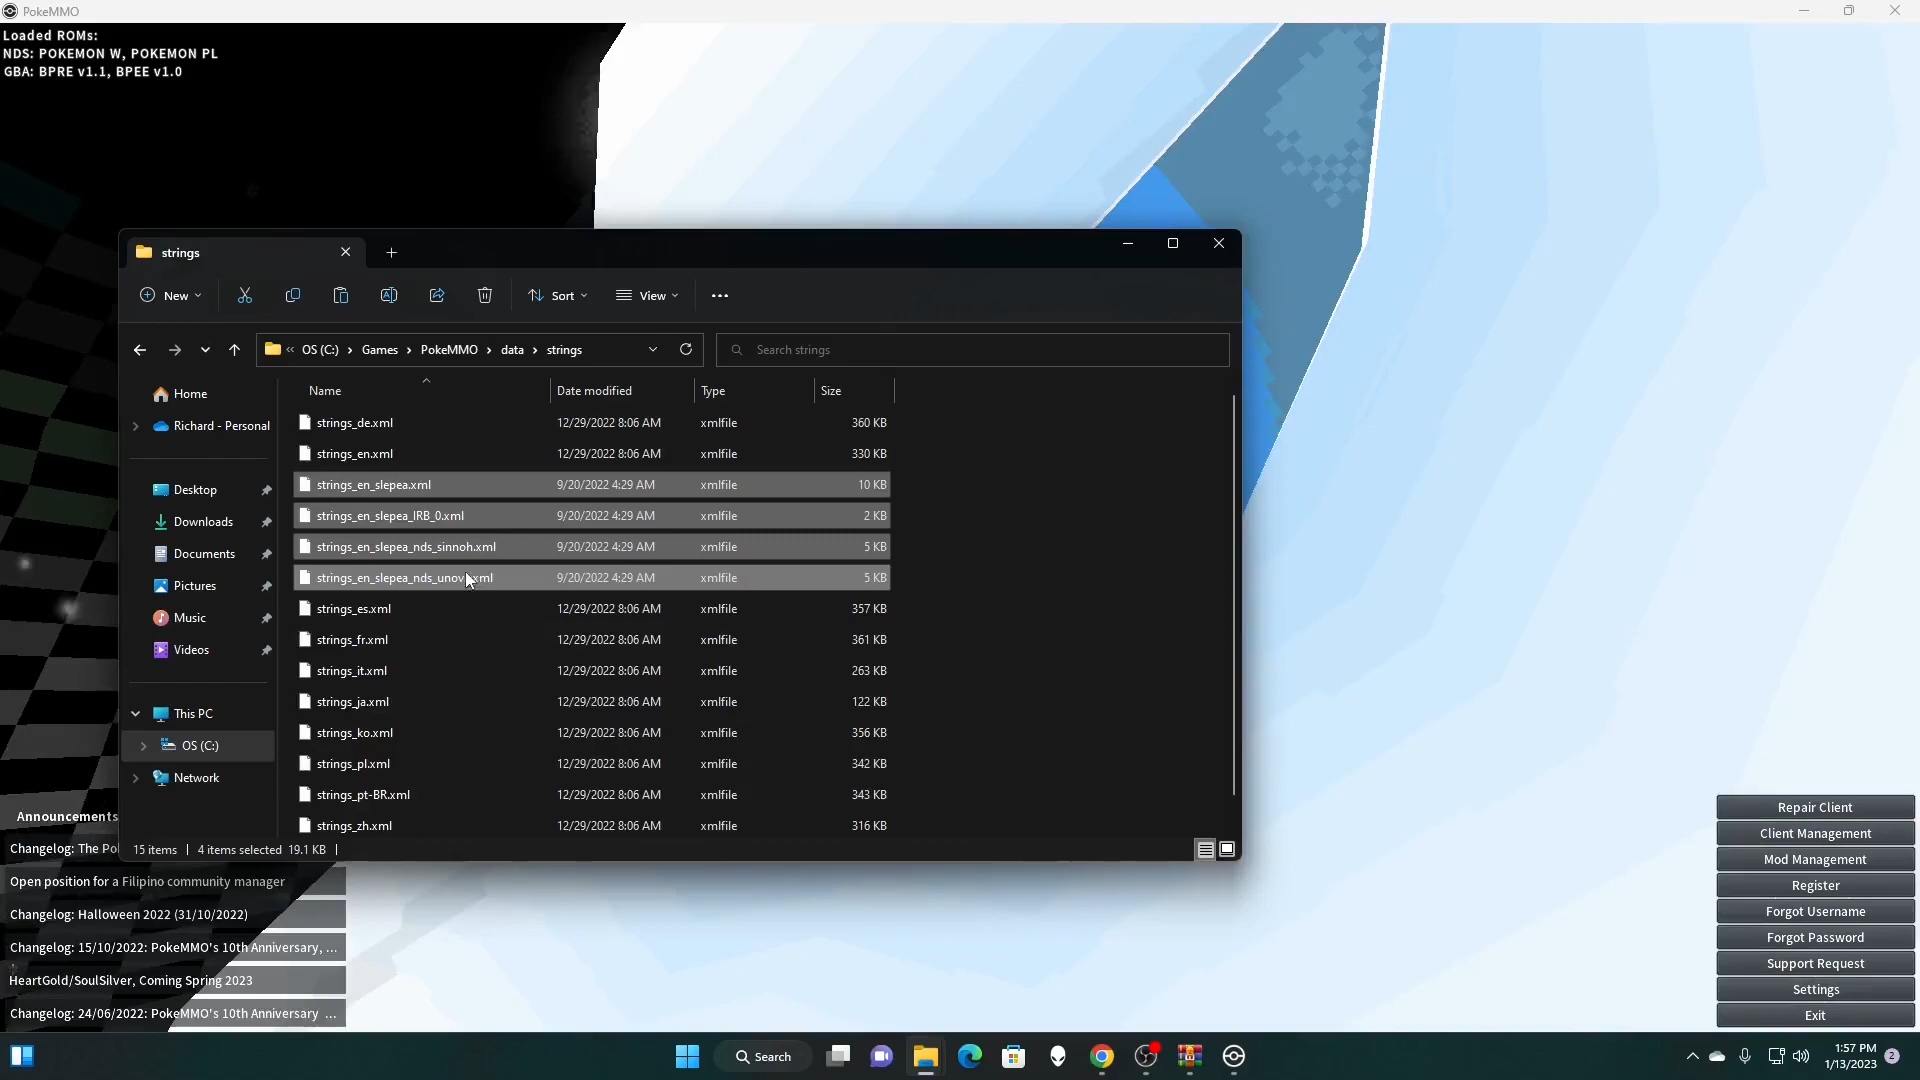 PokeMMO
Loaded ROMs:
NDS: POKEMON W, POKEMON PL
GBA: BPRE v1.1, BPEE v1.0
strings
New
Sort
View
OS (C:) > Games > PokeMMO > data > strings
Search strings
Name Date modified Type Size
strings_de.xml 12/29/2022 8:06 AM xmlfile 360 KB
strings_en.xml 12/29/2022 8:06 AM xmlfile 330 KB
strings_en_slepea.xml 9/20/2022 4:29 AM xmlfile 10 KB
strings_en_slepea_IRB_0.xml 9/20/2022 4:29 AM xmlfile 2 KB
strings_en_slepea_nds_sinnoh.xml 9/20/2022 4:29 AM xmlfile 5 KB
strings_en_slepea_nds_unov xml 9/20/2022 4:29 AM xmlfile 5 KB
strings_es.xml 12/29/2022 8:06 AM xmlfile 357 KB
strings_fr.xml 12/29/2022 8:06 AM xmlfile 361 KB
strings_it.xml 12/29/2022 8:06 AM xmlfile 263 KB
strings_ja.xml 12/29/2022 8:06 AM xmlfile 122 KB
strings_ko.xml 12/29/2022 8:06 AM xmlfile 356 KB
strings_pl.xml 12/29/2022 8:06 AM xmlfile 342 KB
strings_pt-BR.xml 12/29/2022 8:06 AM xmlfile 343 KB
strings_zh.xml 12/29/2022 8:06 AM xmlfile 316 KB
Home
Richard - Personal
Desktop
Downloads
Documents
Pictures
Music
Videos
This PC
OS (C:)
Network
15 items | 4 items selected 19.1 KB |
Announcements
Changelog: The Po
Open position for a Filipino community manager
Changelog: Halloween 2022 (31/10/2022)
Changelog: 15/10/2022: PokeMMO's 10th Anniversary, ...
HeartGold/SoulSilver, Coming Spring 2023
Changelog: 24/06/2022: PokeMMO's 10th Anniversary ...
Repair Client
Client Management
Mod Management
Register
Forgot Username
Forgot Password
Support Request
Settings
Exit
Search
1:57 PM
1/13/2023
2